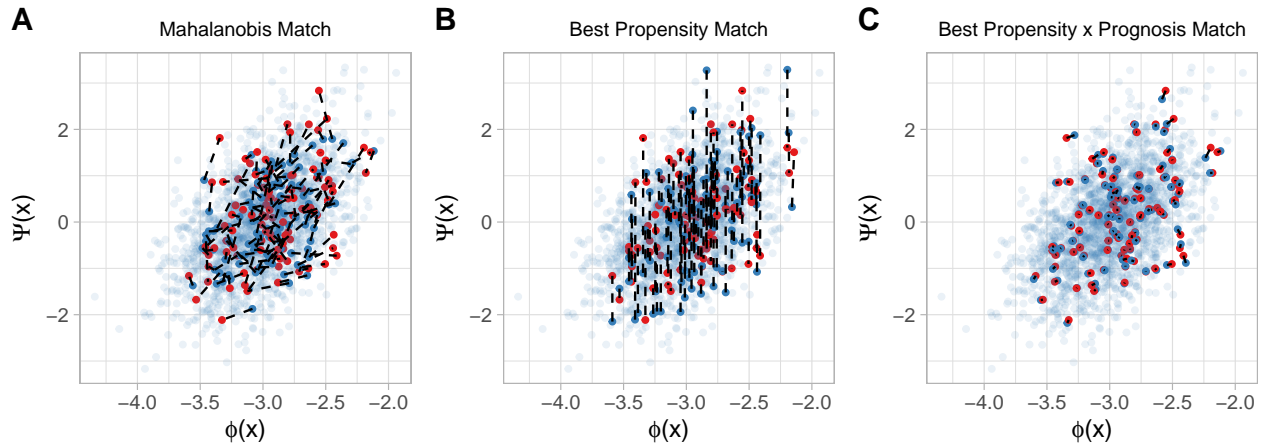 A
Mahalanobis Match
2
0
−2
Ψ(x)
−4.0 −3.5 −3.0 −2.5 −2.0
ϕ(x)
B
Best Propensity Match
2
0
−2
Ψ(x)
−4.0 −3.5 −3.0 −2.5 −2.0
ϕ(x)
C
Best Propensity x Prognosis Match
2
0
−2
Ψ(x)
−4.0 −3.5 −3.0 −2.5 −2.0
ϕ(x)